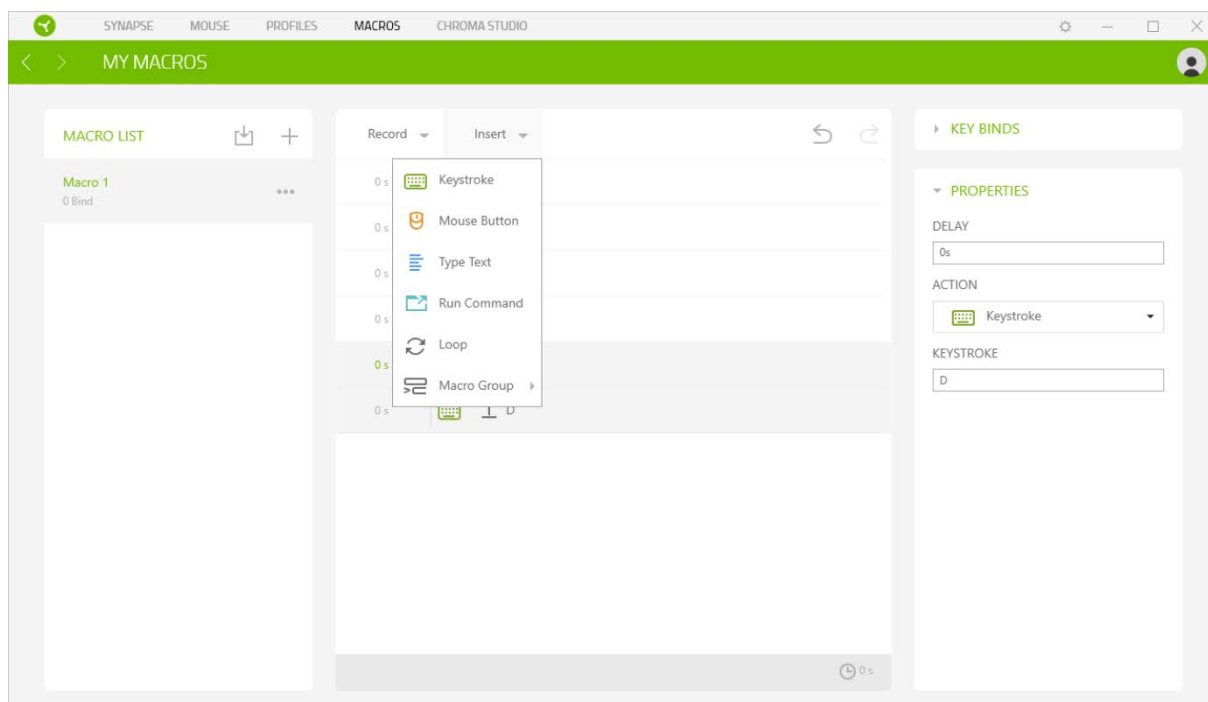 SYNAPSE MOUSE PROFILES MACROS CHROMA STUDIO
MY MACROS
MACRO LIST
Macro 1
0 Bind
Record Insert
0 s
0 s
0 s
0 s
0 s
0 s D
Keystroke
Mouse Button
Type Text
Run Command
Loop
Macro Group
0 s
KEY BINDS
PROPERTIES
DELAY
0s
ACTION
Keystroke
KEYSTROKE
D